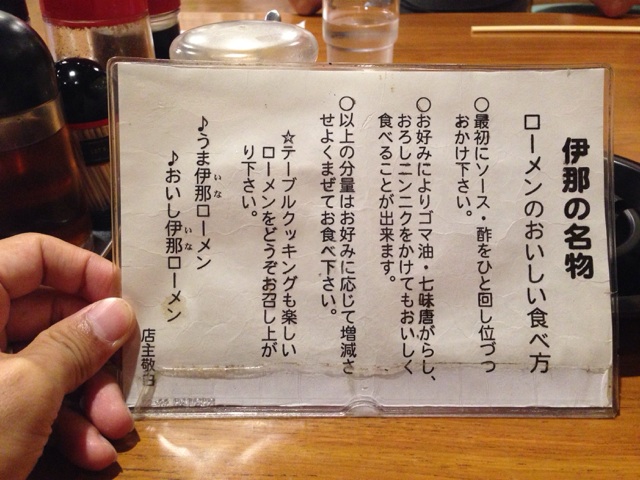 伊那の名物
ローメンのおいしい食べ方
○最初にソース・酢をひと回し位づつ
おかけ下さい。
○お好みによりゴマ油・七味唐がらし、
おろしニンニクをかけてもおいしく
食べることが出来ます。
○以上の分量はお好みに応じて増減さ
せよくまぜてお食べ下さい。
☆テーブルクッキングも楽しい
ローメンをどうぞお召し上が
り下さい。
♪うま伊那いなローメン
♪おいし伊那いなローメン
店主敬白